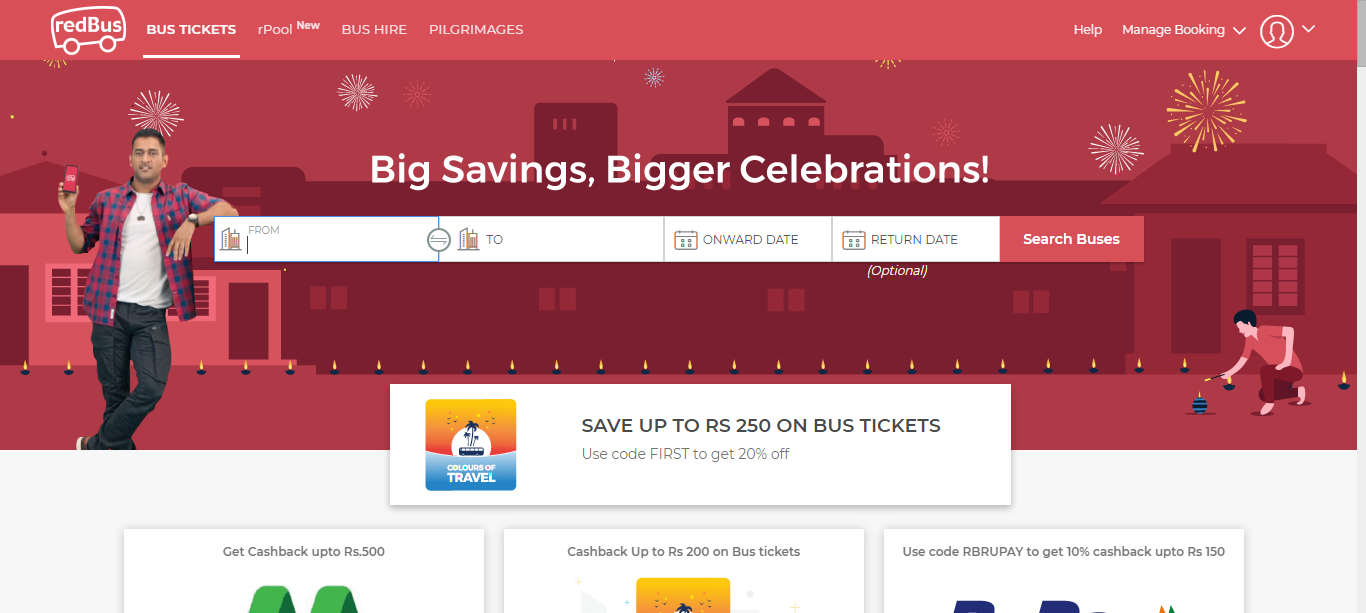 redBus
BUS TICKETS
rPool New
BUS HIRE
PILGRIMAGES
Help
Manage Booking
Big Savings, Bigger Celebrations!
FROM
TO
ONWARD DATE
RETURN DATE
Search Buses
(Optional)
SAVE UP TO RS 250 ON BUS TICKETS
Use code FIRST to get 20% off
COLOURS OF
TRAVEL
Get Cashback upto Rs.500
Cashback Up to Rs 200 on Bus tickets
Use code RBRUPAY to get 10% cashback upto Rs 150